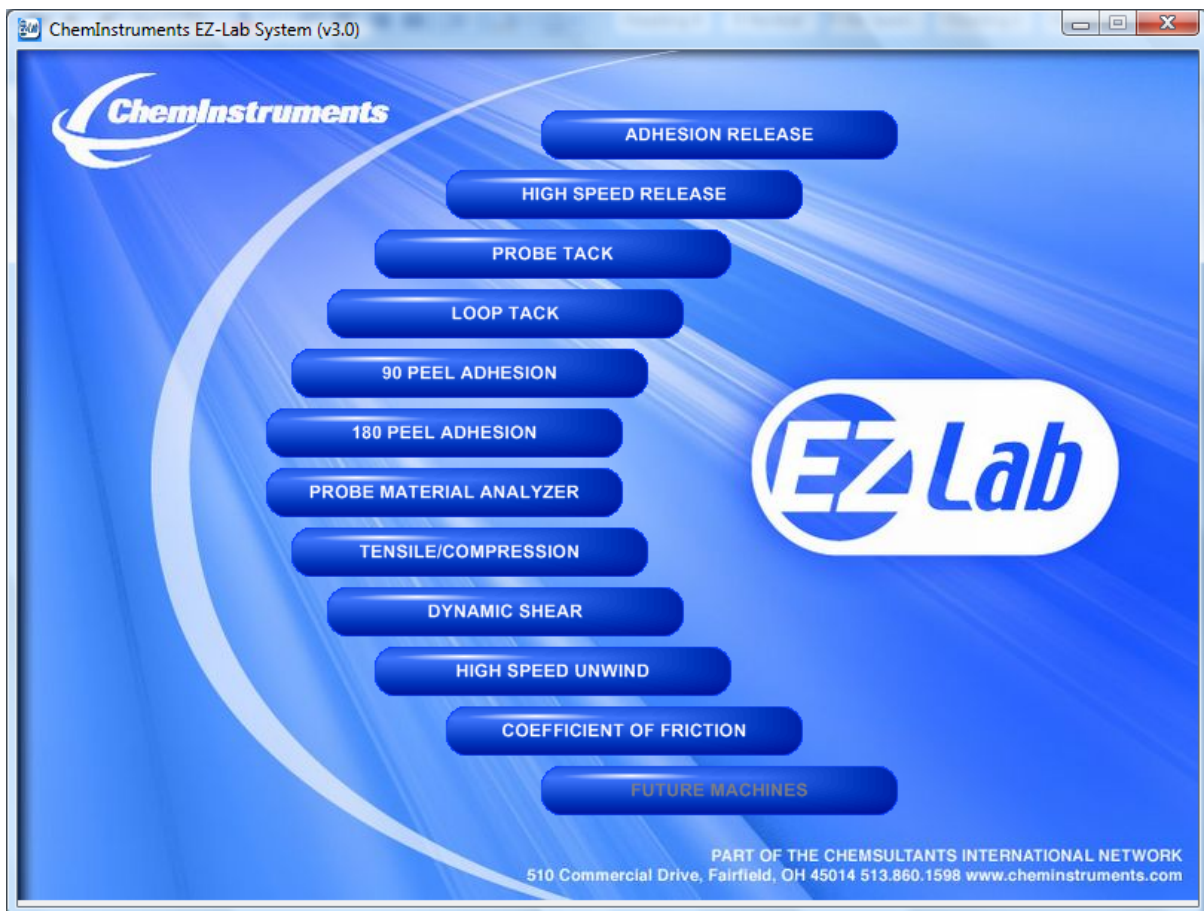 ChemInstruments EZ-Lab System (v3.0)
ChemInstruments
ADHESION RELEASE
HIGH SPEED RELEASE
PROBE TACK
LOOP TACK
90 PEEL ADHESION
180 PEEL ADHESION
PROBE MATERIAL ANALYZER
EZ Lab
TENSILE/COMPRESSION
DYNAMIC SHEAR
HIGH SPEED UNWIND
COEFFICIENT OF FRICTION
FUTURE MACHINES
PART OF THE CHEMSULTANTS INTERNATIONAL NETWORK
510 Commercial Drive, Fairfield, OH 45014 513.860.1598 www.cheminstruments.com